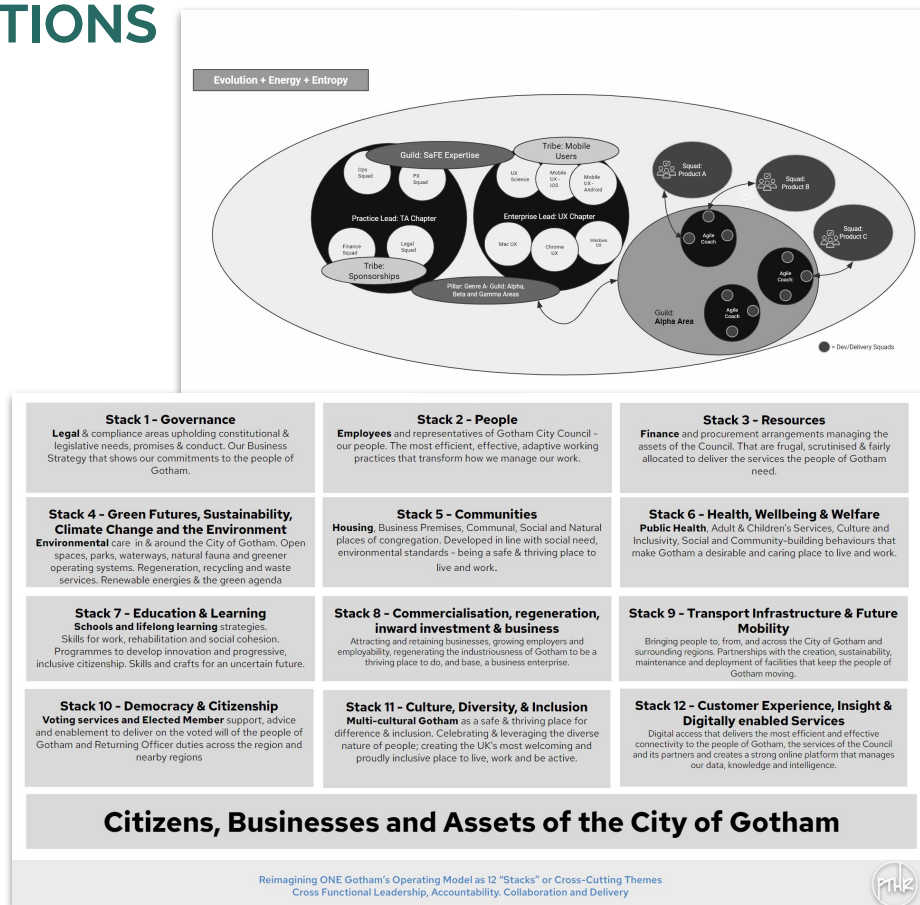 TIONS
Evolution + Energy + Entropy
Guild: SaFE Expertise
Tribe: Mobile
Users
Ops
Squad
PX
Squad
Practice Lead: TA Chapter
Finance
Squad
Legal
Squad
Tribe:
Sponsorships
UX
Science
Mobile
UX -
iOS
Mobile
UX -
Android
Enterprise Lead: UX Chapter
Mac UX
Chrome
UX
Windows
UX
Pillar: Genre A- Guild: Alpha,
Beta and Gamma Areas
Squad:
Product A
Squad:
Product B
Squad:
Product C
Agile
Coach
Agile
Coach
Agile
Coach
Guild:
Alpha Area
= Dev/Delivery Squads
Stack 1 - Governance
Legal & compliance areas upholding constitutional &
legislative needs, promises & conduct. Our Business
Strategy that shows our commitments to the people of
Gotham.
Stack 2 - People
Employees and representatives of Gotham City Council -
our people. The most efficient, effective, adaptive working
practices that transform how we manage our work.
Stack 3 - Resources
Finance and procurement arrangements managing the
assets of the Council. That are frugal, scrutinised & fairly
allocated to deliver the services the people of Gotham
need.
Stack 4 - Green Futures, Sustainability,
Climate Change and the Environment
Environmental care in & around the City of Gotham. Open
spaces, parks, waterways, natural fauna and greener
operating systems. Regeneration, recycling and waste
services. Renewable energies & the green agenda
Stack 5 - Communities
Housing, Business Premises, Communal, Social and Natural
places of congregation. Developed in line with social need,
environmental standards - being a safe & thriving place to
live and work.
Stack 6 - Health, Wellbeing & Welfare
Public Health, Adult & Children's Services, Culture and
Inclusivity, Social and Community-building behaviours that
make Gotham a desirable and caring place to live and work.
Stack 7 - Education & Learning
Schools and lifelong learning strategies.
Skills for work, rehabilitation and social cohesion.
Programmes to develop innovation and progressive,
inclusive citizenship. Skills and crafts for an uncertain future.
Stack 8 - Commercialisation, regeneration,
inward investment & business
Attracting and retaining businesses, growing employers and
employability, regenerating the industriousness of Gotham to be a
thriving place to do, and base, a business enterprise.
Stack 9 - Transport Infrastructure & Future
Mobility
Bringing people to, from, and across the City of Gotham and
surrounding regions. Partnerships with the creation, sustainability,
maintenance and deployment of facilities that keep the people of
Gotham moving.
Stack 10 - Democracy & Citizenship
Voting services and Elected Member support, advice
and enablement to deliver on the voted will of the people of
Gotham and Returning Officer duties across the region and
nearby regions
Stack 11 - Culture, Diversity, & Inclusion
Multi-cultural Gotham as a safe & thriving place for
difference & inclusion. Celebrating & leveraging the diverse
nature of people; creating the UK's most welcoming and
proudly inclusive place to live, work and be active.
Stack 12 - Customer Experience, Insight &
Digitally enabled Services
Digital access that delivers the most efficient and effective
connectivity to the people of Gotham, the services of the Council
and its partners and creates a strong online platform that manages
our data, knowledge and intelligence.
Citizens, Businesses and Assets of the City of Gotham
Reimagining ONE Gotham's Operating Model as 12 "Stacks" or Cross-Cutting Themes
Cross Functional Leadership, Accountability. Collaboration and Delivery
PTHR